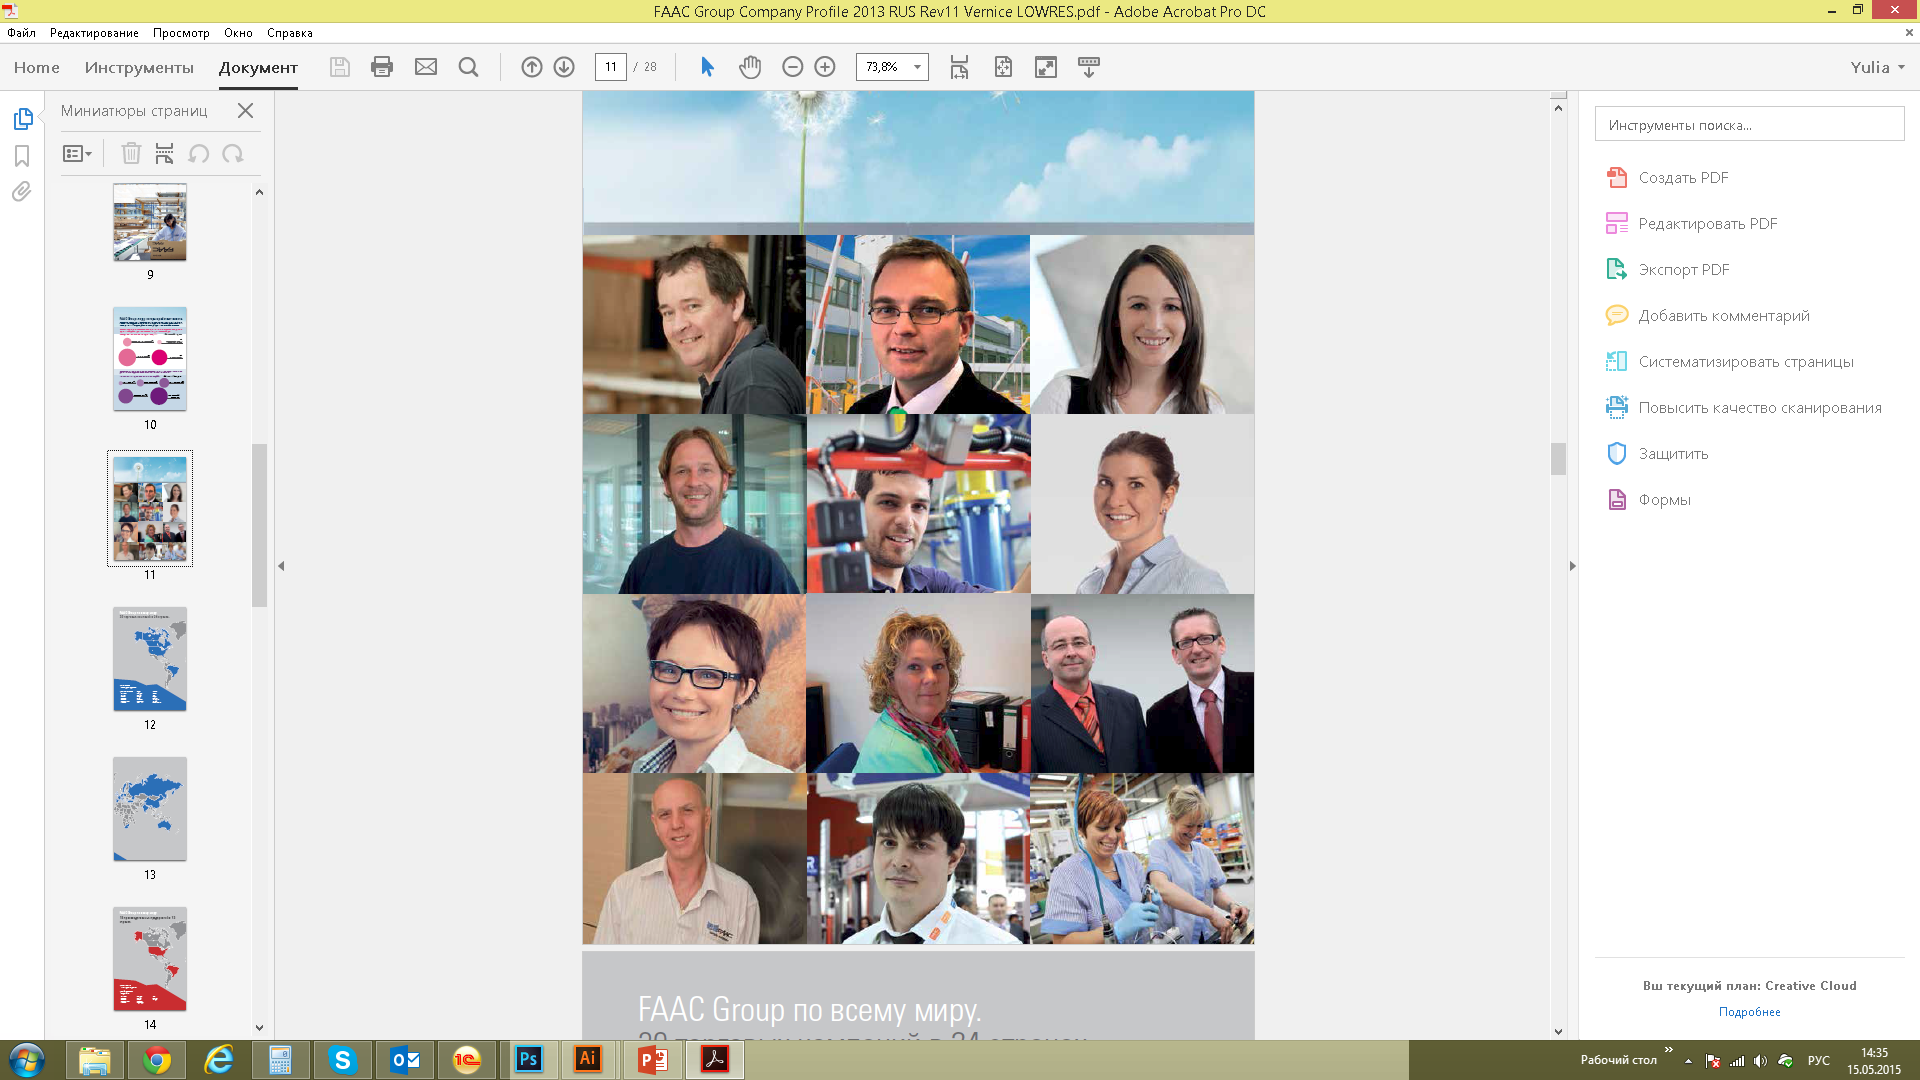 FAAC Group Company Profile 2013 RUS Rev11 Vernice LOWRES.pdf - Adobe Acrobat Pro DC
Файл Редактирование Просмотр Окно Справка
Home Инструменты Документ 11 / 28 73,8% Yulia
Миниатюры страниц
9
10
11
12
13
14
Инструменты поиска...
Создать PDF
Редактировать PDF
Экспорт PDF
Добавить комментарий
Систематизировать страницы
Повысить качество сканирования
Защитить
Формы
Вш текущий план: Creative Cloud
Подробнее
FAAC
FAAC Group по всему миру.
Ps Ai
Рабочий стол РУС 14:35
15.05.2015